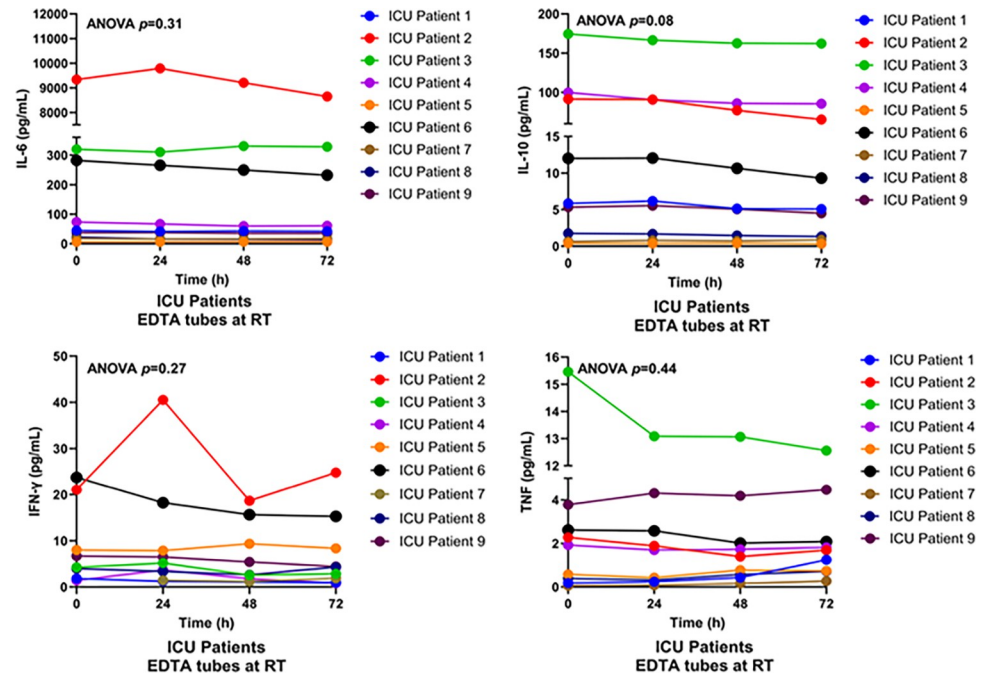 ANOVA p=0.31
IL-6 (pg/mL)
12000
11000
10000
9000
8000
300
200
100
0
0 24 48 72
Time (h)
ICU Patients
EDTA tubes at RT
ICU Patient 1
ICU Patient 2
ICU Patient 3
ICU Patient 4
ICU Patient 5
ICU Patient 6
ICU Patient 7
ICU Patient 8
ICU Patient 9
ANOVA p=0.08
IL-10 (pg/mL)
200
150
100
15
10
5
0
0 24 48 72
Time (h)
ICU Patients
EDTA tubes at RT
ICU Patient 1
ICU Patient 2
ICU Patient 3
ICU Patient 4
ICU Patient 5
ICU Patient 6
ICU Patient 7
ICU Patient 8
ICU Patient 9
ANOVA p=0.27
IFN-γ (pg/mL)
50
40
30
20
10
0
0 24 48 72
Time (h)
ICU Patients
EDTA tubes at RT
ICU Patient 1
ICU Patient 2
ICU Patient 3
ICU Patient 4
ICU Patient 5
ICU Patient 6
ICU Patient 7
ICU Patient 8
ICU Patient 9
ANOVA p=0.44
TNF (pg/mL)
16
15
14
13
12
4
2
0
0 24 48 72
Time (h)
ICU Patients
EDTA tubes at RT
ICU Patient 1
ICU Patient 2
ICU Patient 3
ICU Patient 4
ICU Patient 5
ICU Patient 6
ICU Patient 7
ICU Patient 8
ICU Patient 9